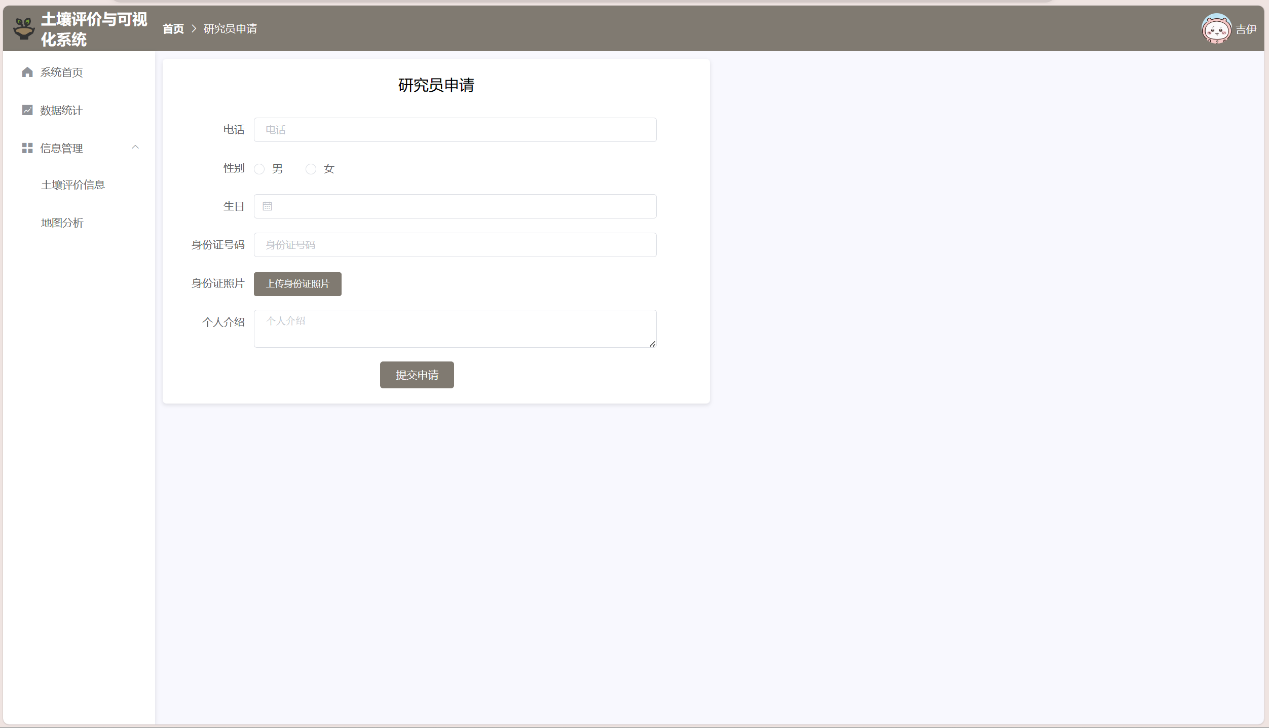 土壤评价与可视
化系统
首页 > 研究员申请
吉伊
系统首页
数据统计
信息管理
土壤评价信息
地图分析
研究员申请
电话 电话
性别 男 女
生日
身份证号码 身份证号码
身份证照片 上传身份证照片
个人介绍 个人介绍
提交申请